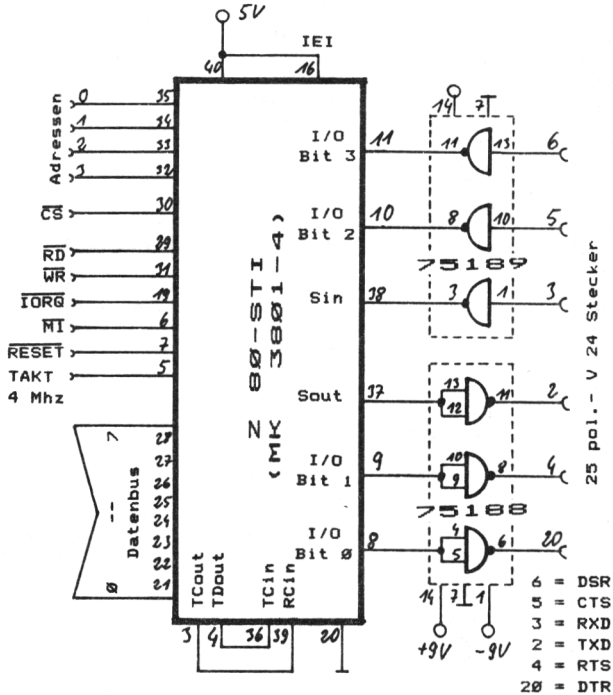 5V
IEI
40 16
Adressen
0 35
1 34
2 33
3 32
CS 30
RD 29
WR 31
IORQ 19
MI 6
RESET 7
TAKT 5
4 Mhz
7 -- 0
Datenbus
28
27
26
25
24
23
22
21
Z 80-STI
(MK 3801-4)
I/O Bit 3 11
I/O Bit 2 10
Sin 38
Sout 37
I/O Bit 1 9
I/O Bit 0 8
TCout TDout TCin RCin
3 4 36 39 20
14 7
11 13 6
8 10 5
75189
3 1 3
13 12 11 2
10 9 8 4
75188
4 5 6 20
14 7 1
+9V -9V
25 pol.- V 24 Stecker
6 = DSR
5 = CTS
3 = RXD
2 = TXD
4 = RTS
20 = DTR